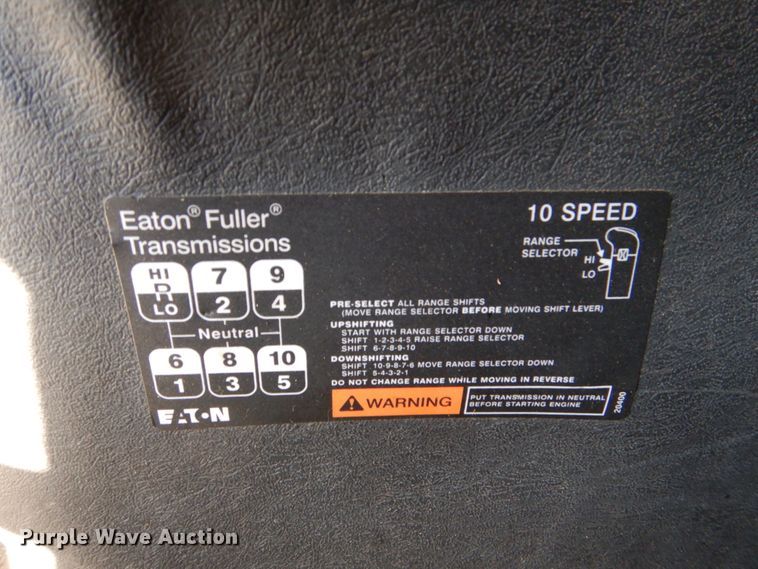 Eaton® Fuller®
Transmissions
10 SPEED
RANGE
SELECTOR
HI
LO
HI
R
LO
7
2
9
4
Neutral
6
1
8
3
10
5
EATON
PRE-SELECT ALL RANGE SHIFTS
(MOVE RANGE SELECTOR BEFORE MOVING SHIFT LEVER)
UPSHIFTING
START WITH RANGE SELECTOR DOWN
SHIFT 1-2-3-4-5 RAISE RANGE SELECTOR
SHIFT 6-7-8-9-10
DOWNSHIFTING
SHIFT 10-9-8-7-6 MOVE RANGE SELECTOR DOWN
SHIFT 5-4-3-2-1
DO NOT CHANGE RANGE WHILE MOVING IN REVERSE
WARNING
PUT TRANSMISSION IN NEUTRAL
BEFORE STARTING ENGINE
20400
Purple Wave Auction®